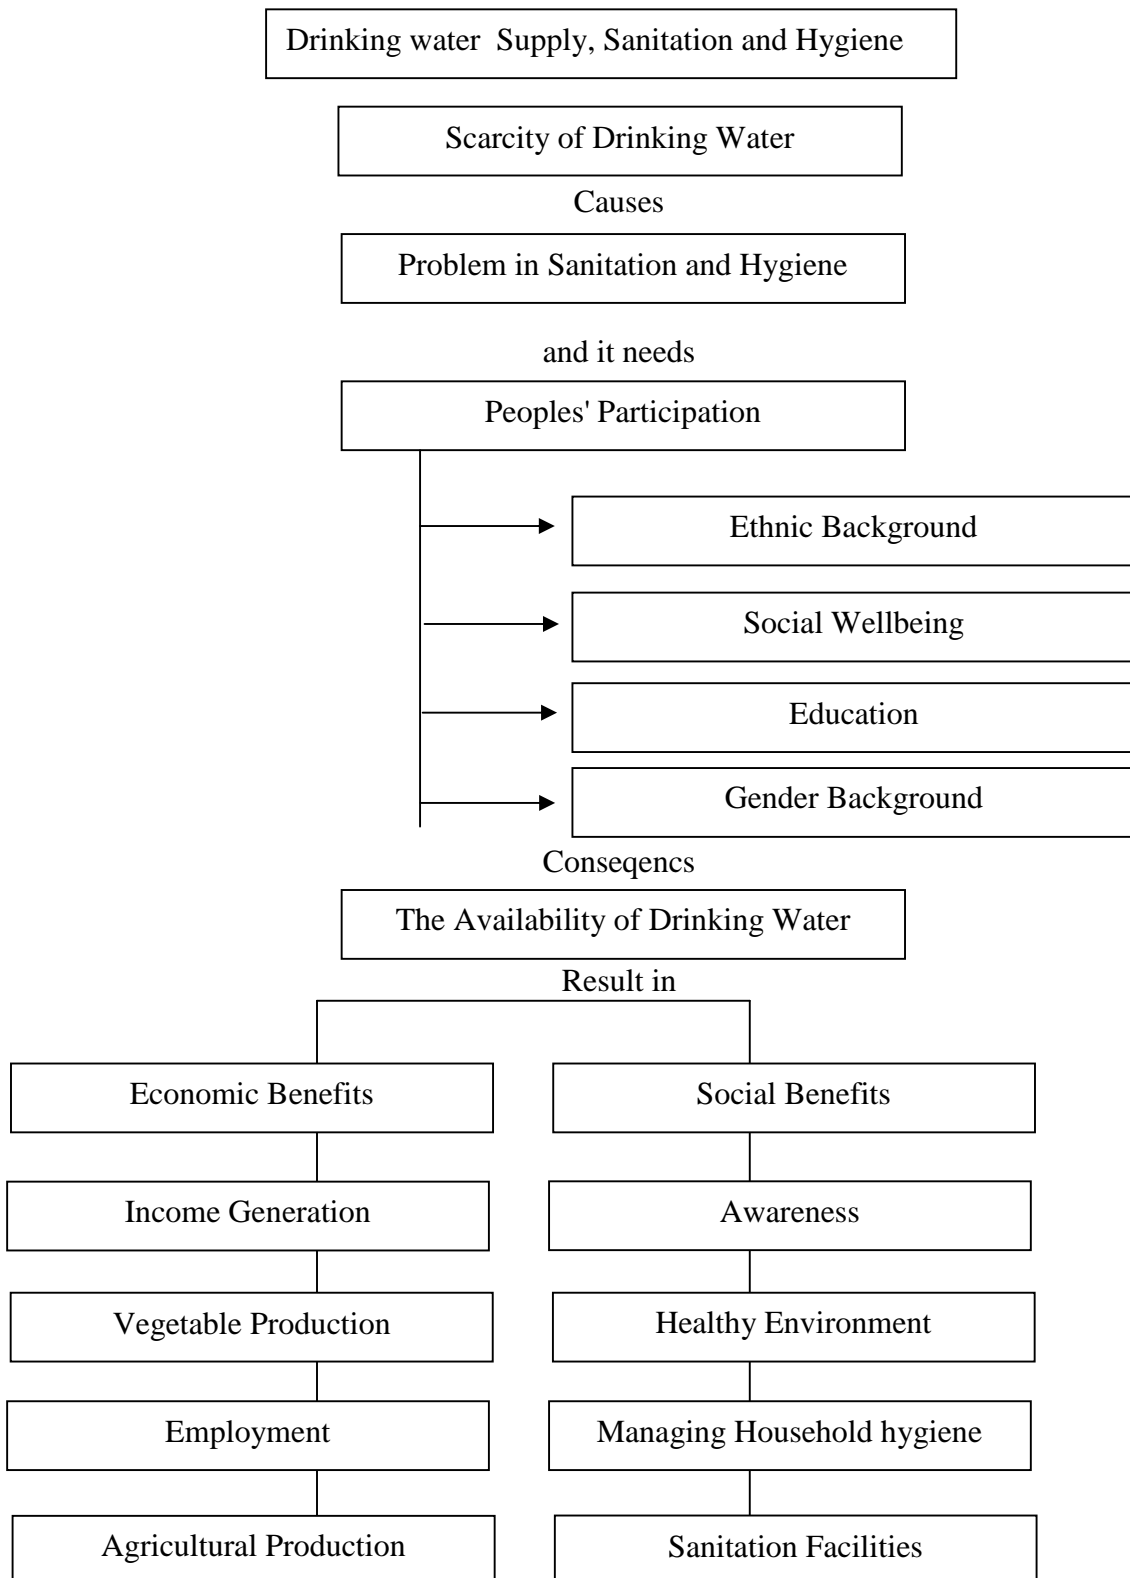 Drinking water  Supply, Sanitation and Hygiene
Scarcity of Drinking Water
Causes
Problem in Sanitation and Hygiene
and it needs
Peoples' Participation
Ethnic Background
Social Wellbeing
Education
Gender Background
Conseqencs
The Availability of Drinking Water
Result in
Economic Benefits
Social Benefits
Income Generation
Awareness
Vegetable Production
Healthy Environment
Employment
Managing Household hygiene
Agricultural Production
Sanitation Facilities